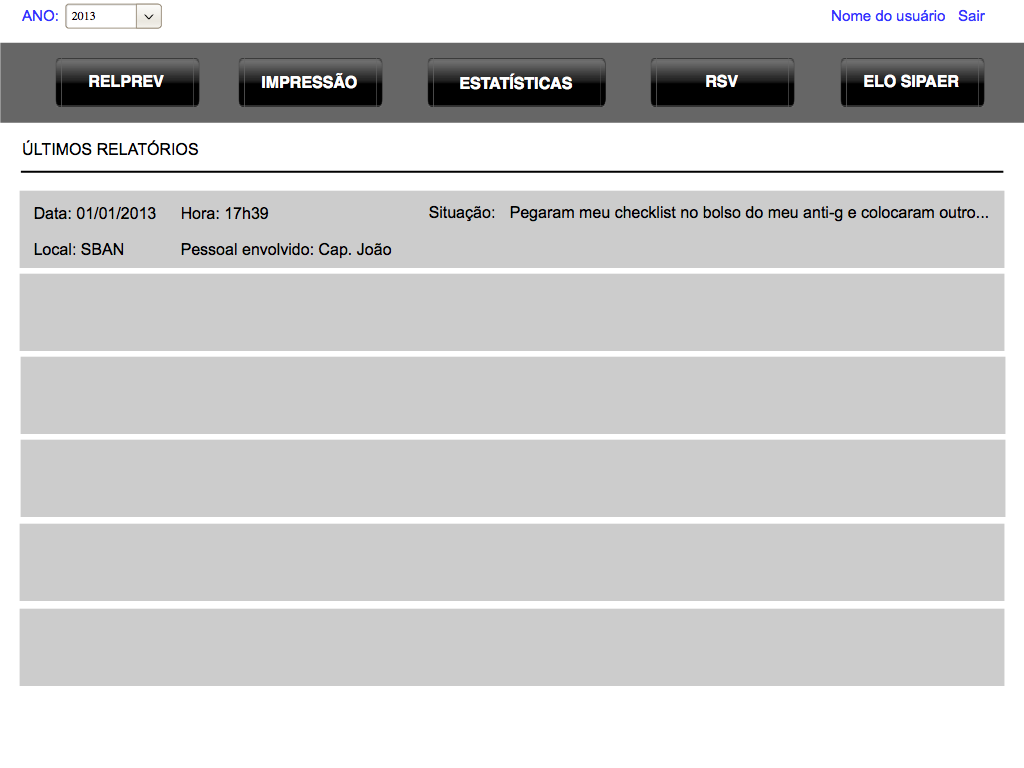 ANO: 2013 Nome do usuário Sair
RELPREV IMPRESSÃO ESTATÍSTICAS RSV ELO SIPAER
ÚLTIMOS RELATÓRIOS
Data: 01/01/2013 Hora: 17h39 Situação: Pegaram meu checklist no bolso do meu anti-g e colocaram outro...
Local: SBAN Pessoal envolvido: Cap. João